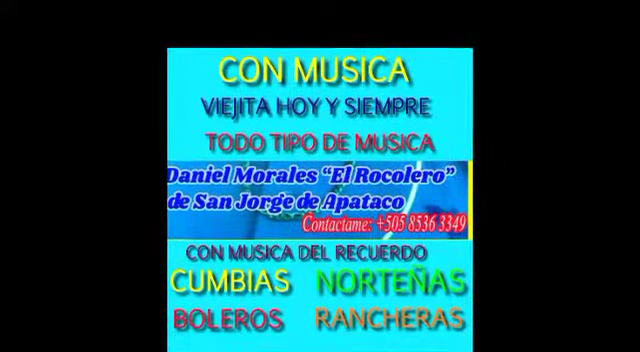 CON MUSICA
VIEJITA HOY Y SIEMPRE
TODO TIPO DE MUSICA
Daniel Morales “El Rocolero”
de San Jorge de Apataco
Contactame: +505 8536 3349
CON MUSICA DEL RECUERDO
CUMBIAS NORTEÑAS
BOLEROS RANCHERAS